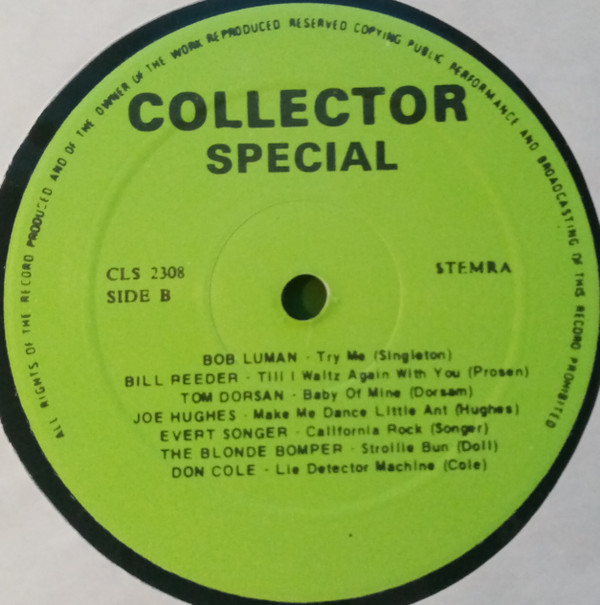 ALL RIGHTS OF THE RECORD PRODUCED AND OF THE OWNER OF THE WORK REPRODUCED RESERVED COPYING PUBLIC PERFORMANCE AND BROADCASTING OF THIS RECORD PROHIBITED
COLLECTOR
SPECIAL
CLS 2308
SIDE B
STEMRA
BOB LUMAN - Try Me (Singleton)
BILL REEDER - Till I Waltz Again With You (Prosen)
TOM DORSAN - Baby Of Mine (Dorsam)
JOE HUGHES - Make Me Dance Little Ant (Hughes)
EVERT SONGER - California Rock (Songer)
THE BLONDE BOMPER - Strollie Bun (Doll)
DON COLE - Lie Detector Machine (Cole)